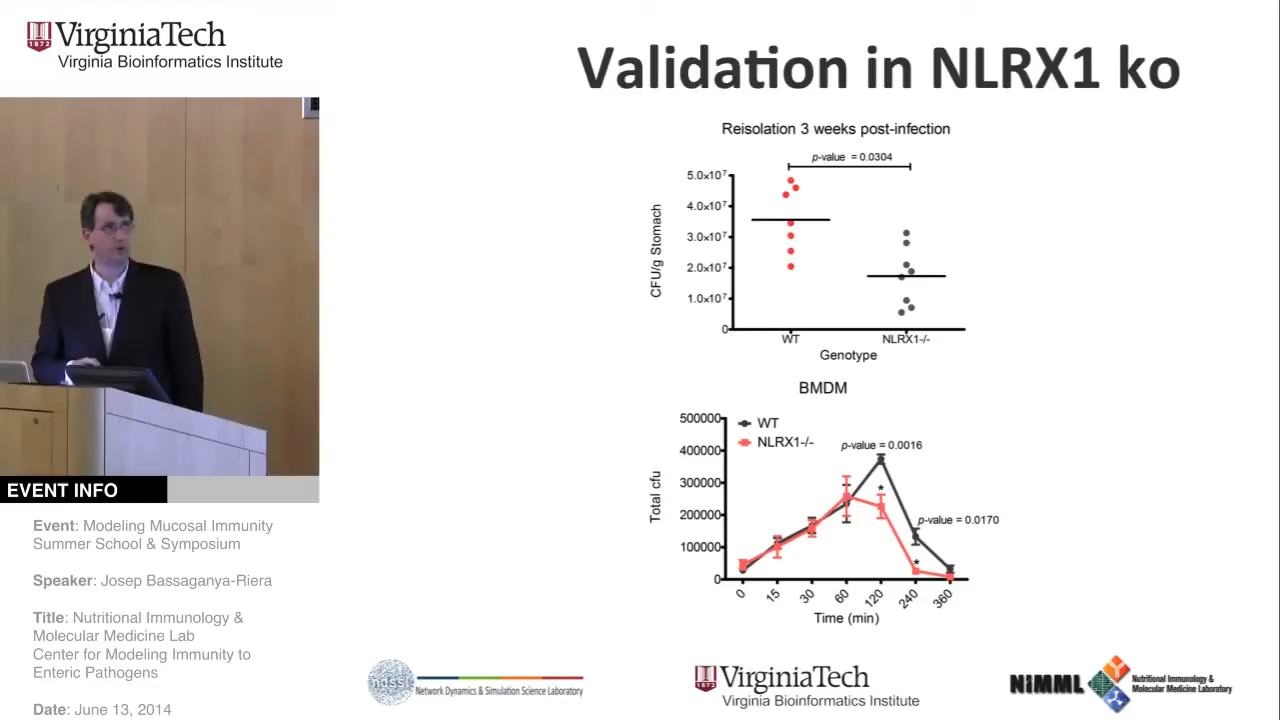 VirginiaTech
1872
Virginia Bioinformatics Institute
Validation in NLRX1 ko
Reisolation 3 weeks post-infection
p-value = 0.0304
5.0x10⁷
4.0x10⁷
3.0x10⁷
2.0x10⁷
1.0x10⁷
0
CFU/g Stomach
WT
NLRX1-/-
Genotype
BMDM
500000
400000
300000
200000
100000
0
Total cfu
WT
NLRX1-/-
p-value = 0.0016
*
p-value = 0.0170
*
0
15
30
60
120
240
360
Time (min)
EVENT INFO
Event: Modeling Mucosal Immunity
Summer School & Symposium
Speaker: Josep Bassaganya-Riera
Title: Nutritional Immunology &
Molecular Medicine Lab
Center for Modeling Immunity to
Enteric Pathogens
Date: June 13, 2014
ndssl
Network Dynamics & Simulation Science Laboratory
VirginiaTech
1872
Virginia Bioinformatics Institute
NIMML
Nutritional Immunology &
Molecular Medicine Laboratory